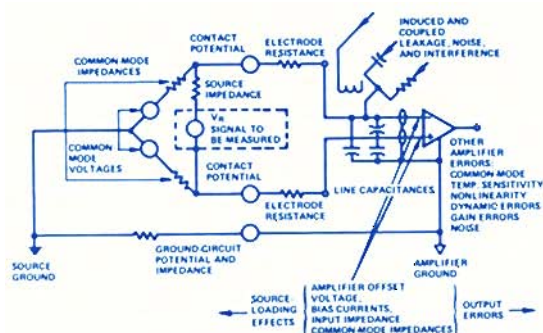 CONTACT
POTENTIAL
ELECTRODE
RESISTANCE
INDUCED AND
COUPLED
LEAKAGE, NOISE,
AND INTERFERENCE
COMMON MODE
IMPEDANCES
SOURCE
IMPEDANCE
SIGNAL TO
BE MEASURED
COMMON
MODE
VOLTAGES
CONTACT
POTENTIAL
ELECTRODE
RESISTANCE
LINE CAPACITANCES
OTHER
AMPLIFIER
ERRORS:
COMMON MODE
TEMP. SENSITIVITY
NONLINEARITY
DYNAMIC ERRORS
GAIN ERRORS
NOISE
SOURCE
GROUND
GROUND-CIRCUIT
POTENTIAL AND
IMPEDANCE
AMPLIFIER
GROUND
SOURCE-
LOADING
EFFECTS
AMPLIFIER OFFSET
VOLTAGE,
BIAS CURRENTS,
INPUT IMPEDANCE
COMMON MODE IMPEDANCES
OUTPUT
ERRORS